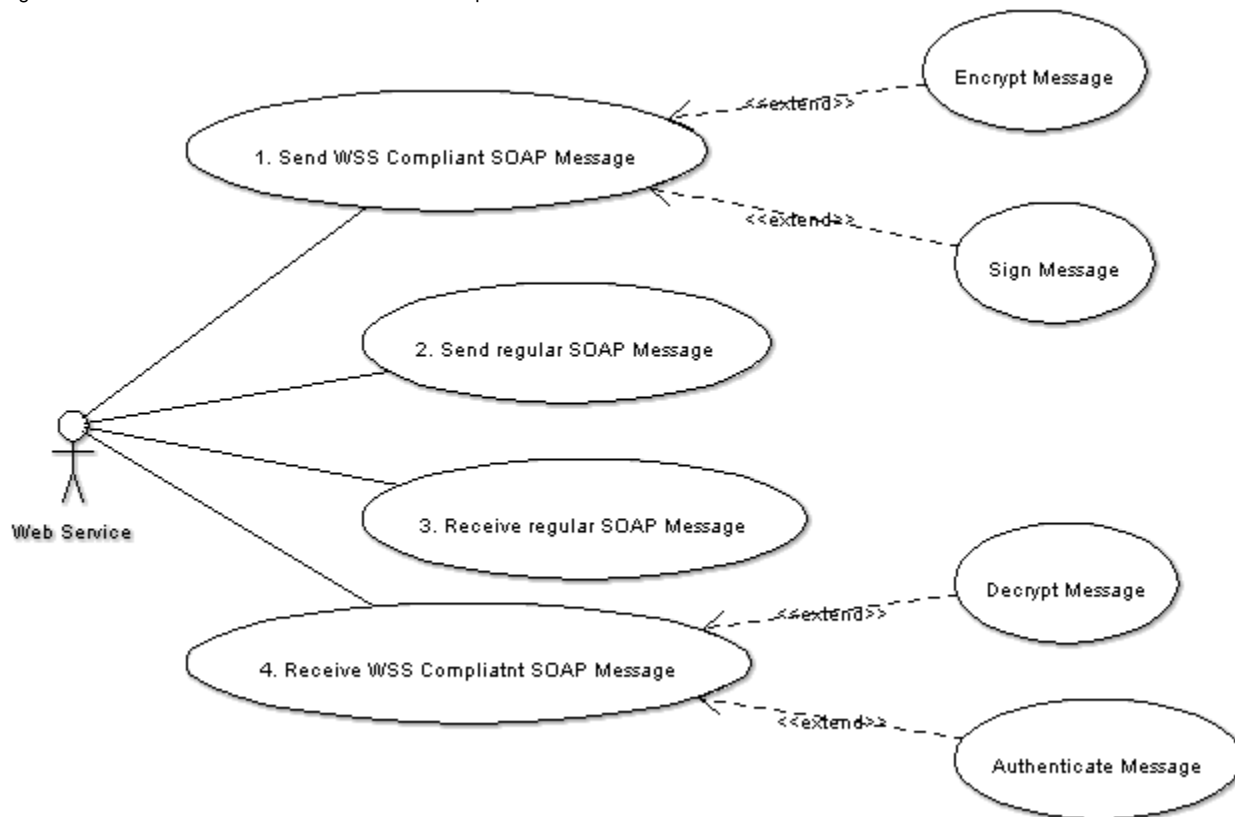 Encrypt Message
<<extend>>
1. Send WSS Compliant SOAP Message
<<extend>>
Sign Message
2. Send regular SOAP Message
Web Service
3. Receive regular SOAP Message
Decrypt Message
<<extend>>
4. Receive WSS Compliatnt SOAP Message
<<extend>>
Authenticate Message